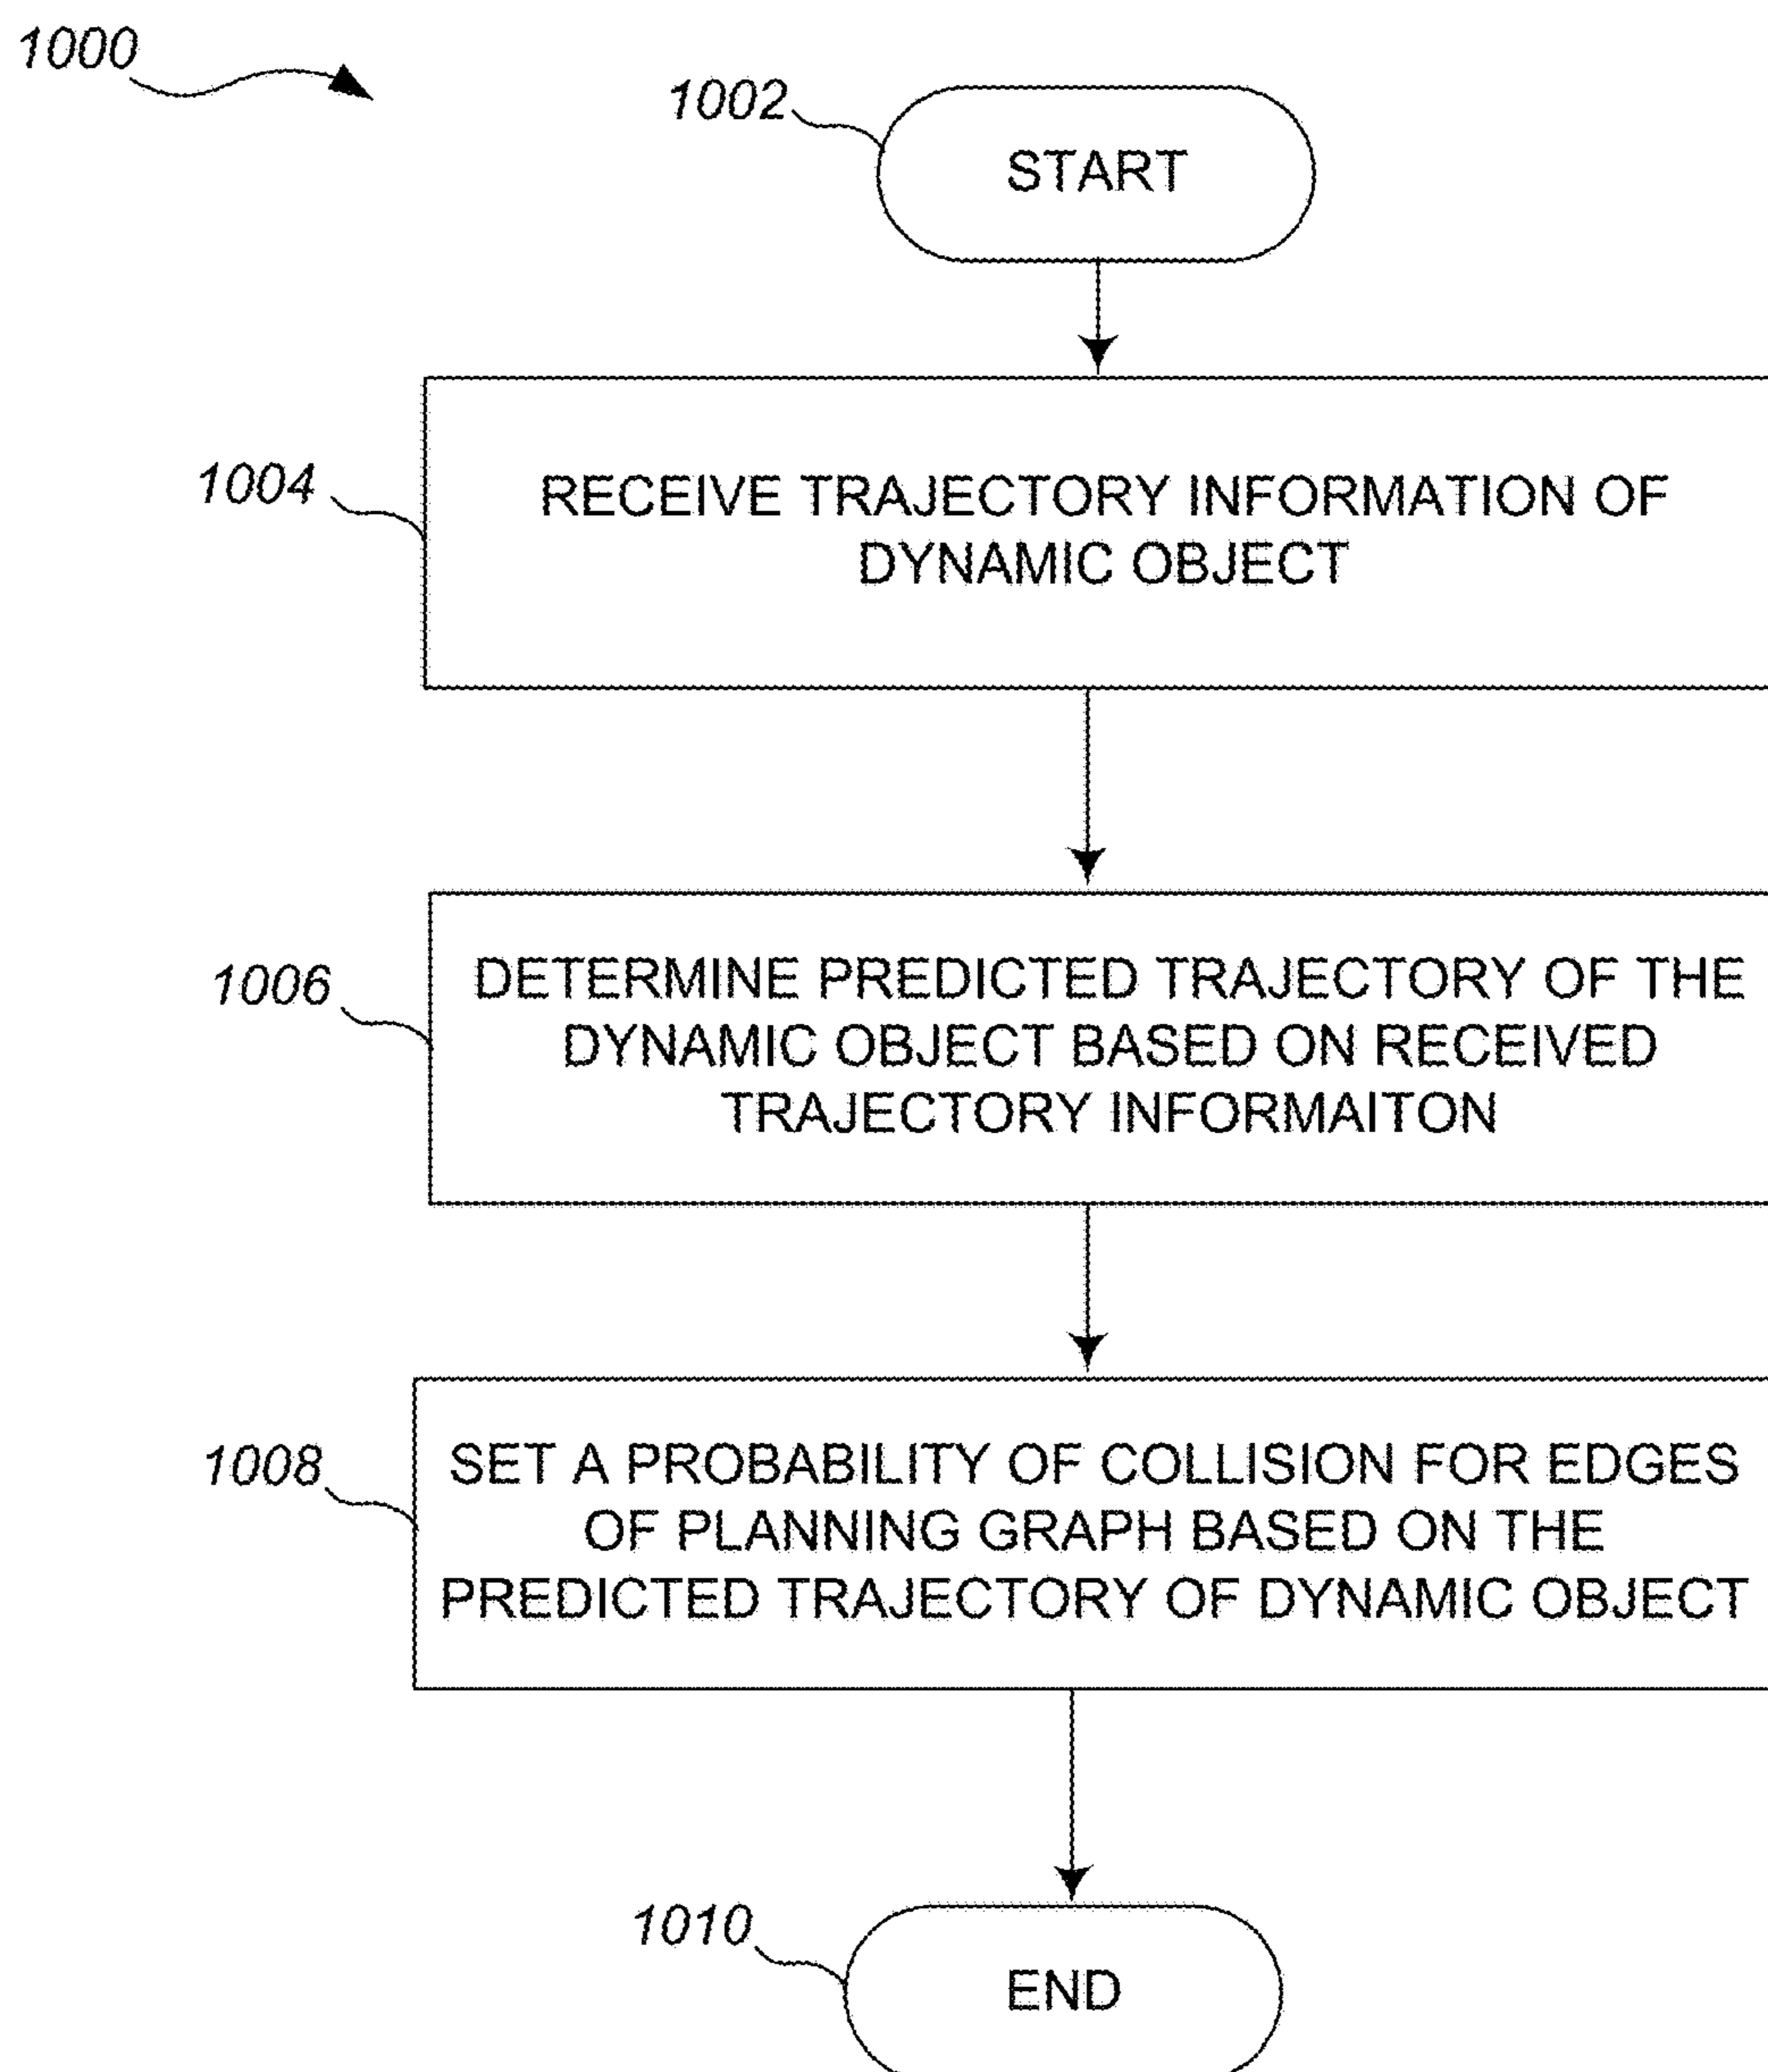 1000
1002
START
1004
RECEIVE TRAJECTORY INFORMATION OF
DYNAMIC OBJECT
1006
DETERMINE PREDICTED TRAJECTORY OF THE
DYNAMIC OBJECT BASED ON RECEIVED
TRAJECTORY INFORMAITON
1008
SET A PROBABILITY OF COLLISION FOR EDGES
OF PLANNING GRAPH BASED ON THE
PREDICTED TRAJECTORY OF DYNAMIC OBJECT
1010
END